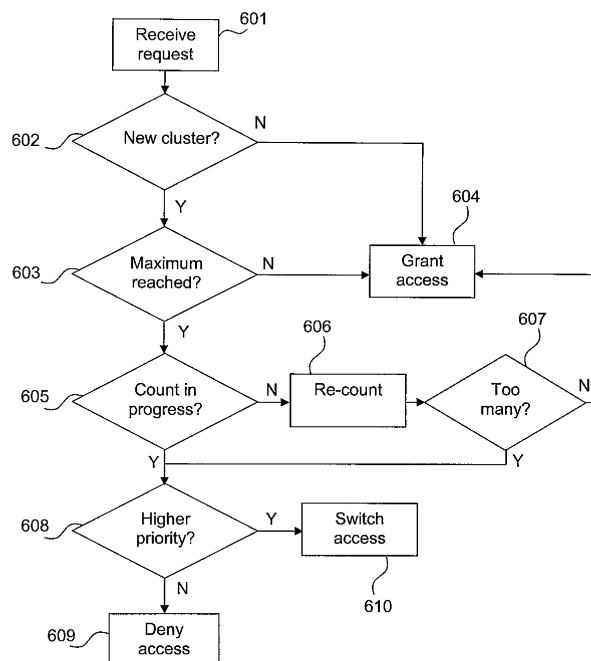 601
Receive
request
602
New cluster?
N
Y
604
603
Maximum
reached?
N
Grant
access
Y
606
607
605
Count in
progress?
N
Re-count
Too
many?
N
Y
Y
608
Higher
priority?
Y
Switch
access
N
610
609
Deny
access